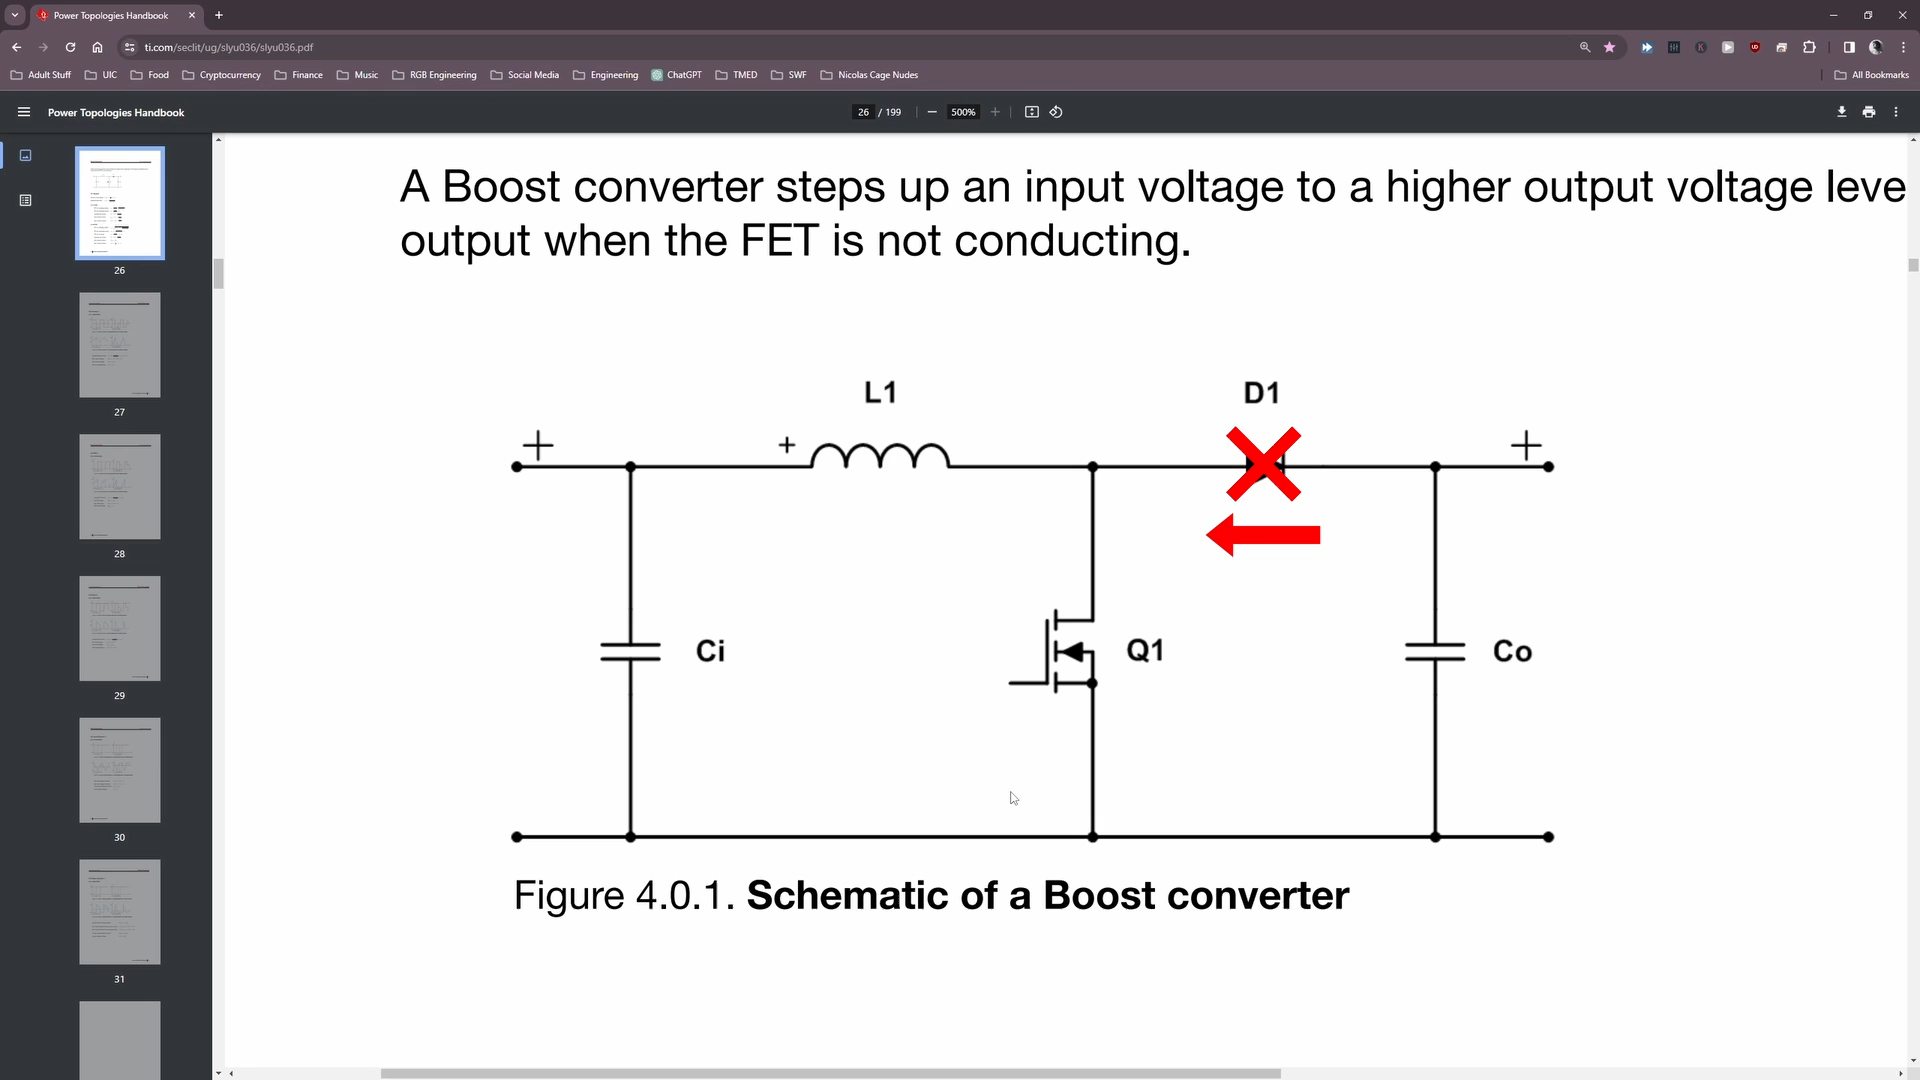 Power Topologies Handbook
ti.com/seclit/ug/slyu036/slyu036.pdf
Adult Stuff UIC Food Cryptocurrency Finance Music RGB Engineering Social Media Engineering ChatGPT TMED SWF Nicolas Cage Nudes All Bookmarks
Power Topologies Handbook 26 / 199 500%
A Boost converter steps up an input voltage to a higher output voltage leve
output when the FET is not conducting.
L1 D1
+ + +
Ci Q1 Co
Figure 4.0.1. Schematic of a Boost converter
26
27
28
29
30
31